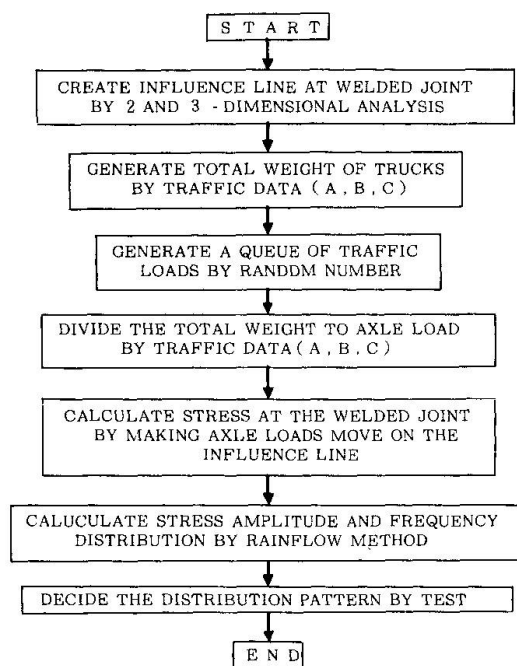 S T A R T
CREATE INFLUENCE LINE AT WELDED JOINT
BY 2 AND 3 - DIMENSIONAL ANALYSIS
GENERATE TOTAL WEIGHT OF TRUCKS
BY TRAFFIC DATA ( A , B , C )
GENERATE A QUEUE OF TRAFFIC
LOADS BY RANDDM NUMBER
DIVIDE THE TOTAL WEIGHT TO AXLE LOAD
BY TRAFFIC DATA ( A , B , C )
CALCULATE STRESS AT THE WELDED JOINT
BY MAKING AXLE LOADS MOVE ON THE
INFLUENCE LINE
CALUCULATE STRESS AMPLITUDE AND FREQUENCY
DISTRIBUTION BY RAINFLOW METHOD
DECIDE THE DISTRIBUTION PATTERN BY TEST
E N D